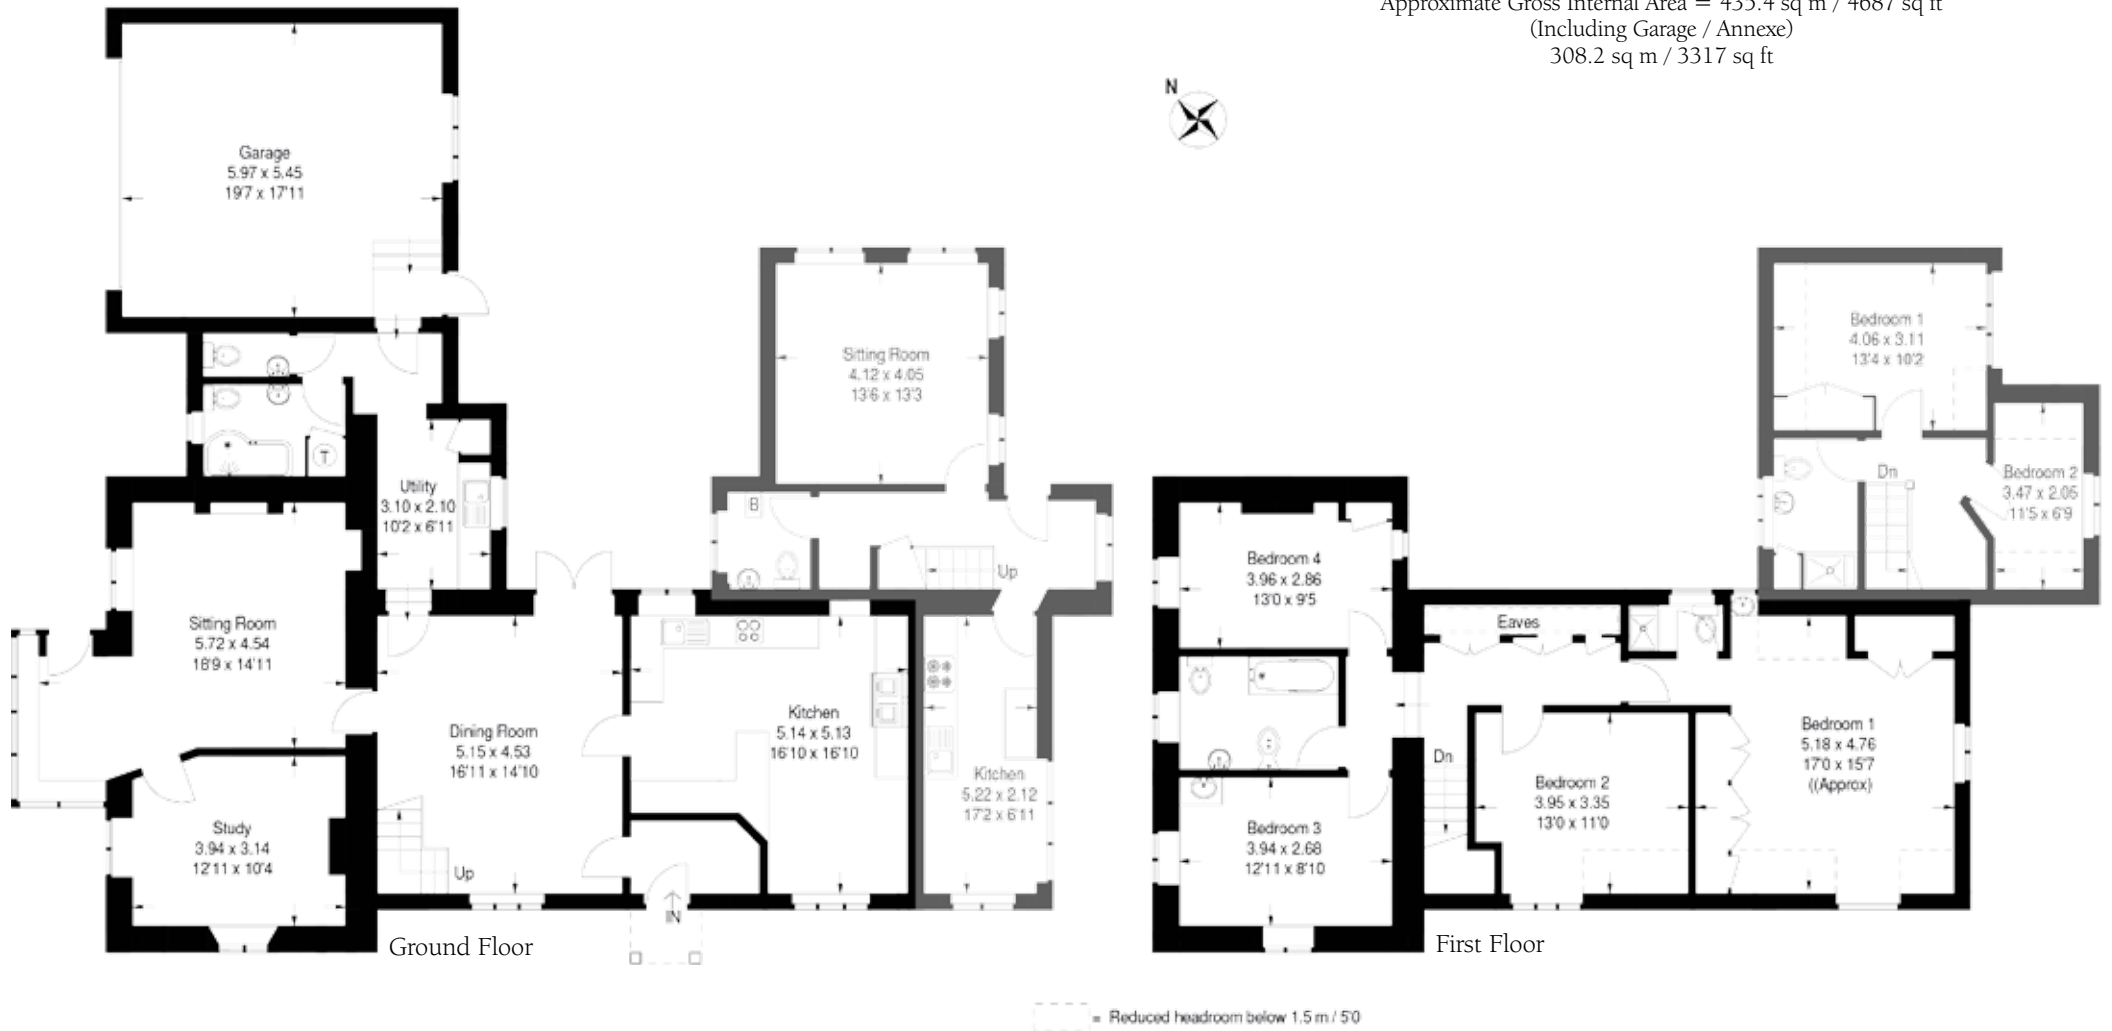 Approximate Gross Internal Area = 435.4 sq m / 4687 sq ft
(Including Garage / Annexe)
308.2 sq m / 3317 sq ft
N
Garage
5.97 x 5.45
19'7 x 17'11
Sitting Room
4.12 x 4.05
13'6 x 13'3
B
Up
T
Utility
3.10 x 2.10
10'2 x 6'11
Sitting Room
5.72 x 4.54
18'9 x 14'11
Dining Room
5.15 x 4.53
16'11 x 14'10
Kitchen
5.14 x 5.13
16'10 x 16'10
Kitchen
5.22 x 2.12
17'2 x 6'11
Study
3.94 x 3.14
12'11 x 10'4
Up
IN
Ground Floor
Bedroom 1
4.06 x 3.11
13'4 x 10'2
Dn
Bedroom 2
3.47 x 2.05
11'5 x 6'9
Bedroom 4
3.96 x 2.86
13'0 x 9'5
Eaves
Bedroom 1
5.18 x 4.76
17'0 x 15'7
((Approx)
Dn
Bedroom 2
3.95 x 3.35
13'0 x 11'0
Bedroom 3
3.94 x 2.68
12'11 x 8'10
First Floor
= Reduced headroom below 1.5 m / 5'0